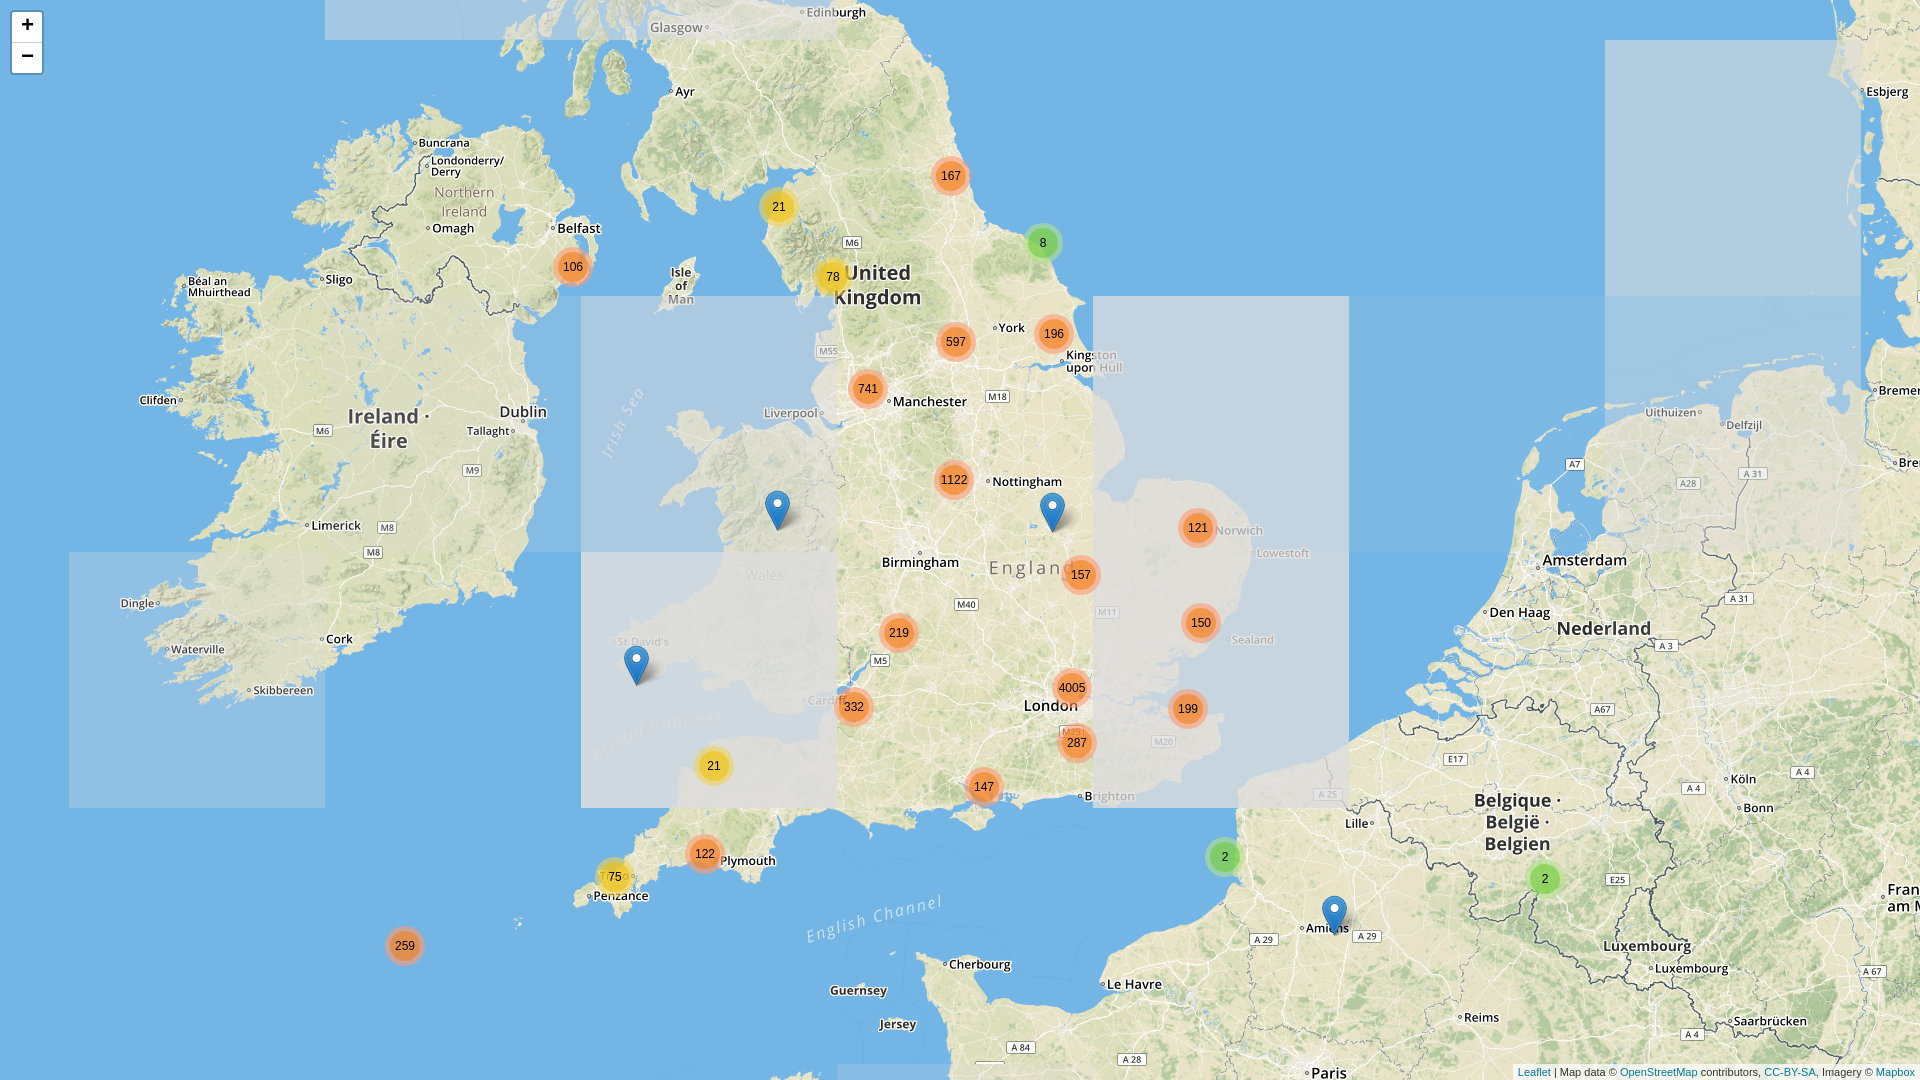 +
−
Edinburgh
Glasgow
Ayr
Esbjerg
Buncrana
Londonderry/
Derry
Northern
Ireland
Omagh
Belfast
167
21
8
M6
106
78
United
Kingdom
Isle
of
Man
Sligo
Béal an
Mhuirthead
York
196
597
M55
Kingston
upon Hull
741
Manchester
M18
Clifden
Ireland ·
Éire
Dublin
Tallaght
M6
M9
Irish Sea
Liverpool
Uithuizen
Delfzijl
Bremer
Bre
A7
A 31
A28
1122
Nottingham
Limerick
M8
M8
121
Norwich
Lowestoft
Birmingham
England
157
Wales
Amsterdam
Dingle
M40
M11
A 31
Den Haag
Nederland
150
Sealand
219
Cork
Waterville
St David's
M5
A 3
Skibbereen
4005
Cardiff
332
London
199
A67
Bristol Channel
M25
287
M20
E17
21
147
Brighton
A 25
Köln
A 4
A 4
Bonn
Belgique ·
België ·
Belgien
Lille
122
Plymouth
75
Penzance
2
2
E25
Fran
am M
English Channel
Amiens
A 29
A 29
259
Luxembourg
Luxembourg
A 67
Cherbourg
Guernsey
Le Havre
Jersey
Reims
Saarbrücken
A 4
A 84
A 28
Paris
Leaflet | Map data © OpenStreetMap contributors, CC-BY-SA, Imagery © Mapbox